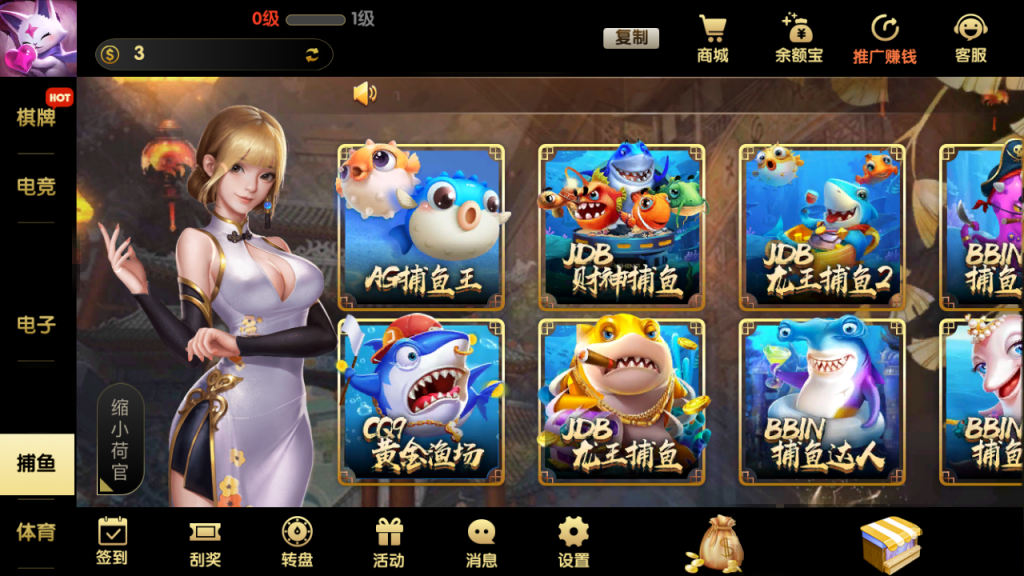 0级
1级
3
复制
商城
余额宝
推广赚钱
客服
HOT
棋牌
电竞
电子
捕鱼
体育
缩小荷官
AG捕鱼王
JDB
财神捕鱼
JDB
龙王捕鱼2
BBIN
捕鱼
CQ9
黄金渔场
JDB
龙王捕鱼
BBIN
捕鱼达人
BBIN
捕鱼
签到
刮奖
转盘
活动
消息
设置